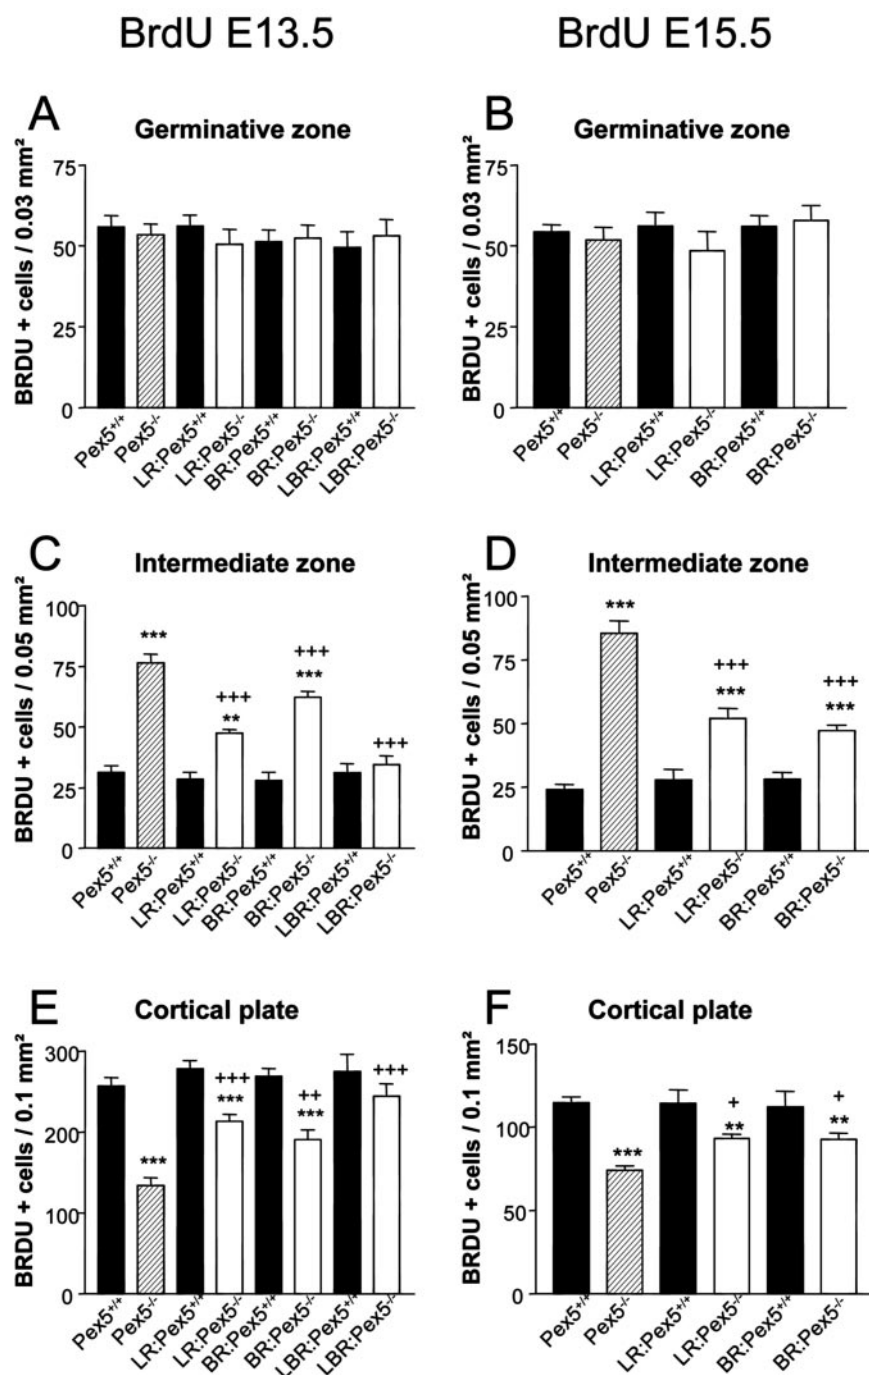 BrdU E13.5
BrdU E15.5
A
Germinative zone
BRDU + cells / 0.03 mm²
75
50
25
0
Pex5+/+
Pex5-/-
LR:Pex5+/+
LR:Pex5-/-
BR:Pex5+/+
BR:Pex5-/-
LBR:Pex5+/+
LBR:Pex5-/-
B
Germinative zone
BRDU + cells / 0.03 mm²
75
50
25
0
Pex5+/+
Pex5-/-
LR:Pex5+/+
LR:Pex5-/-
BR:Pex5+/+
BR:Pex5-/-
C
Intermediate zone
BRDU + cells / 0.05 mm²
100
75
50
25
0
***
+++
**
+++
***
+++
Pex5+/+
Pex5-/-
LR:Pex5+/+
LR:Pex5-/-
BR:Pex5+/+
BR:Pex5-/-
LBR:Pex5+/+
LBR:Pex5-/-
D
Intermediate zone
BRDU + cells / 0.05 mm²
100
75
50
25
0
***
+++
***
+++
***
Pex5+/+
Pex5-/-
LR:Pex5+/+
LR:Pex5-/-
BR:Pex5+/+
BR:Pex5-/-
E
Cortical plate
BRDU + cells / 0.1 mm²
300
200
100
0
***
+++
***
++
***
+++
Pex5+/+
Pex5-/-
LR:Pex5+/+
LR:Pex5-/-
BR:Pex5+/+
BR:Pex5-/-
LBR:Pex5+/+
LBR:Pex5-/-
F
Cortical plate
BRDU + cells / 0.1 mm²
150
100
50
0
***
+
**
+
**
Pex5+/+
Pex5-/-
LR:Pex5+/+
LR:Pex5-/-
BR:Pex5+/+
BR:Pex5-/-